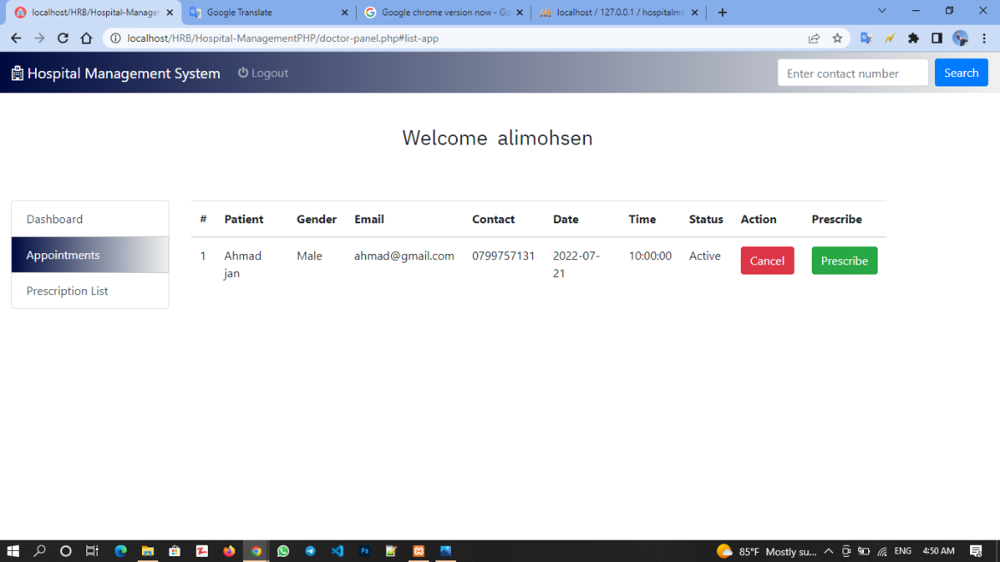 localhost/HRB/Hospital-Manage
Google Translate
Google chrome version now - Go
localhost / 127.0.0.1 / hospitalms
localhost/HRB/Hospital-ManagementPHP/doctor-panel.php#list-app
Hospital Management System
Logout
Enter contact number
Search
Welcome alimohsen
Dashboard
Appointments
Prescription List
# Patient Gender Email Contact Date Time Status Action Prescribe
1 Ahmad Male ahmad@gmail.com 0799757131 2022-07- 10:00:00 Active Cancel Prescribe
jan 21
85°F Mostly su... ENG 4:50 AM